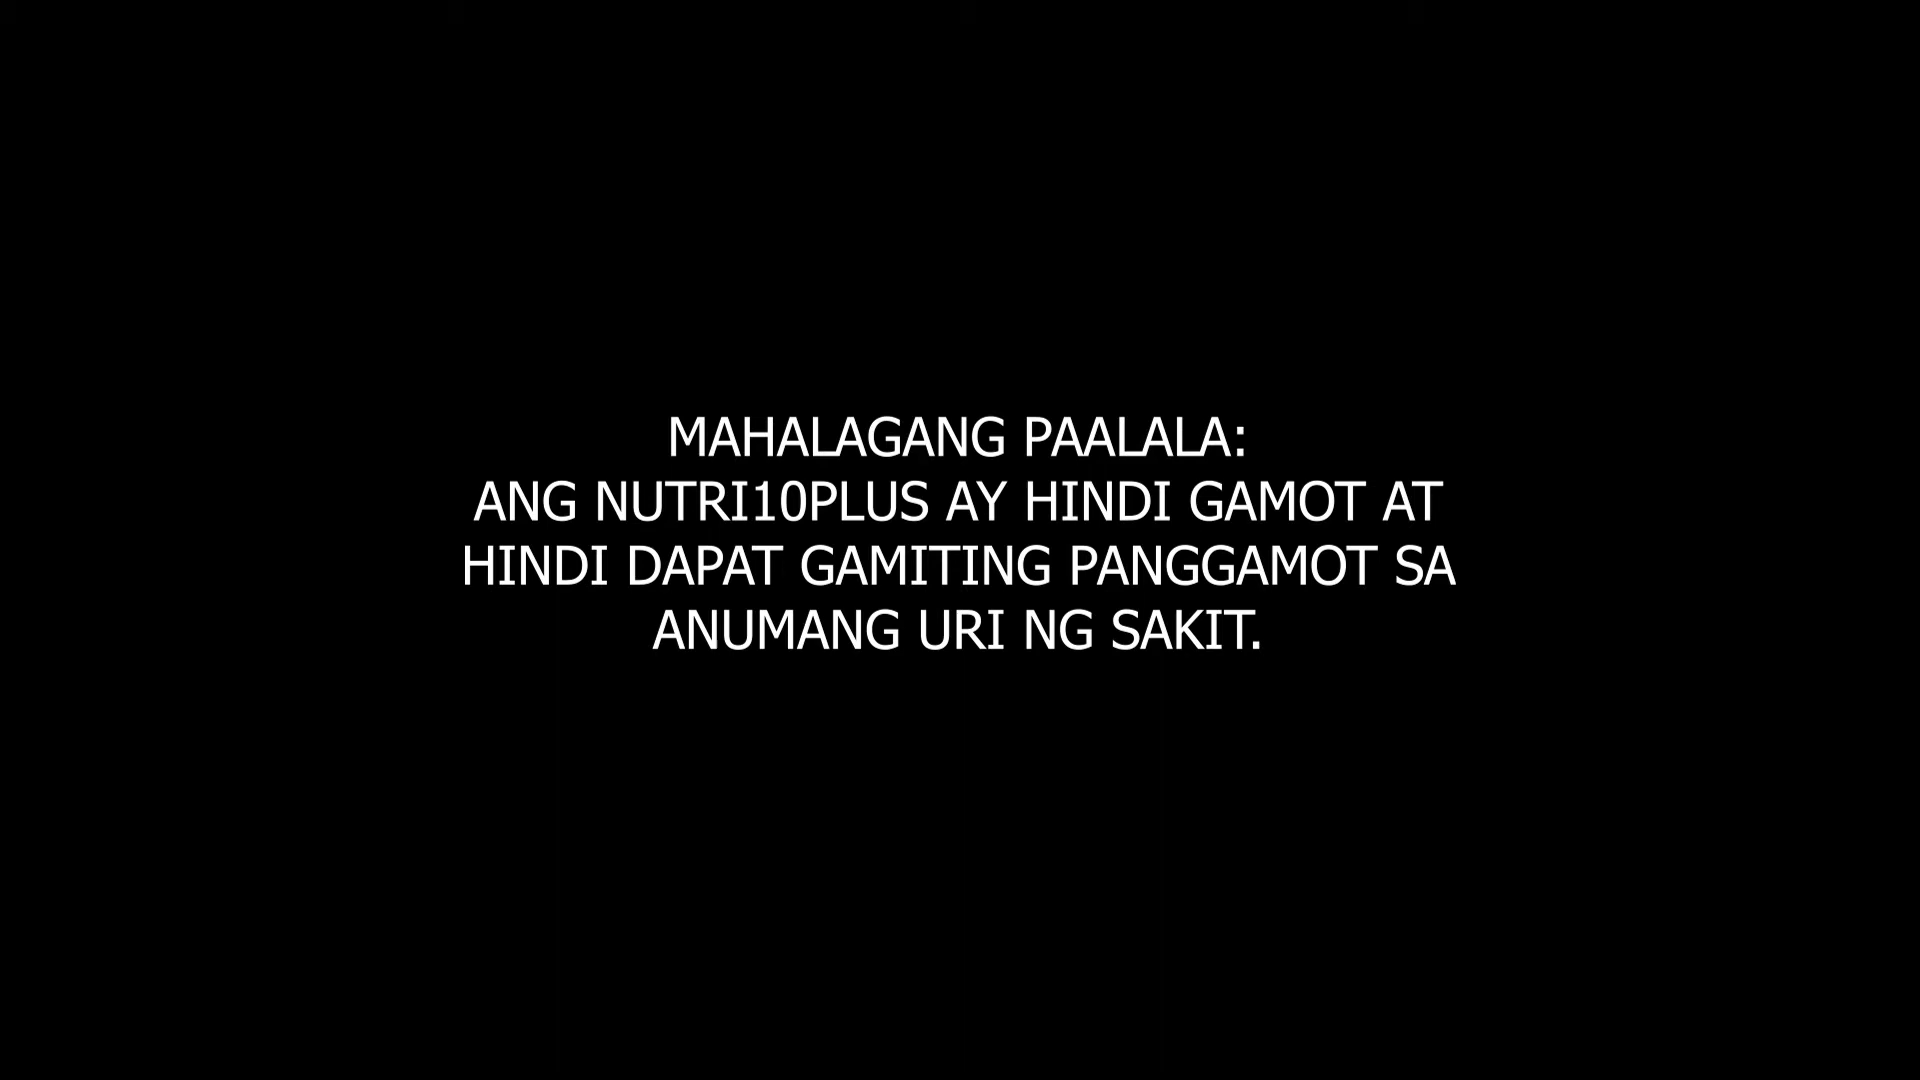 MAHALAGANG PAALALA:
ANG NUTRI10PLUS AY HINDI GAMOT AT
HINDI DAPAT GAMITING PANGGAMOT SA
ANUMANG URI NG SAKIT.